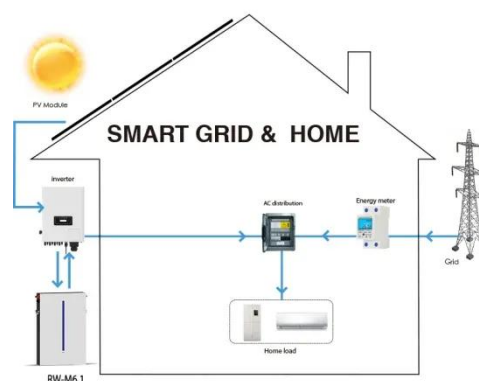 PV Module
SMART GRID & HOME
inverter
AC distribution
Energy meter
Grid
Home load
RW-M6.1